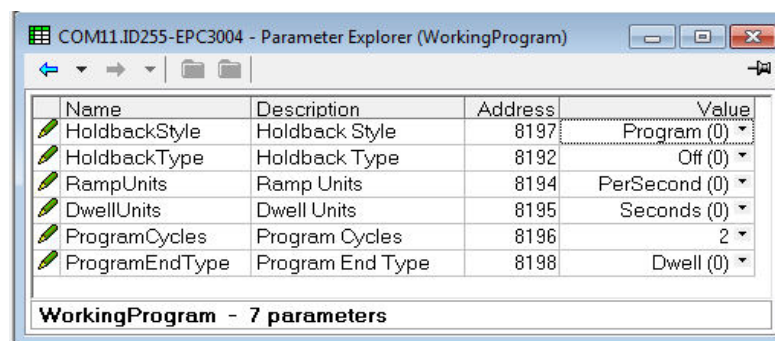 COM11.ID255-EPC3004 - Parameter Explorer (WorkingProgram)
Name Description Address Value
HoldbackStyle Holdback Style 8197 Program (0)
HoldbackType Holdback Type 8192 Off (0)
RampUnits Ramp Units 8194 PerSecond (0)
DwellUnits Dwell Units 8195 Seconds (0)
ProgramCycles Program Cycles 8196 2
ProgramEndType Program End Type 8198 Dwell (0)
WorkingProgram - 7 parameters